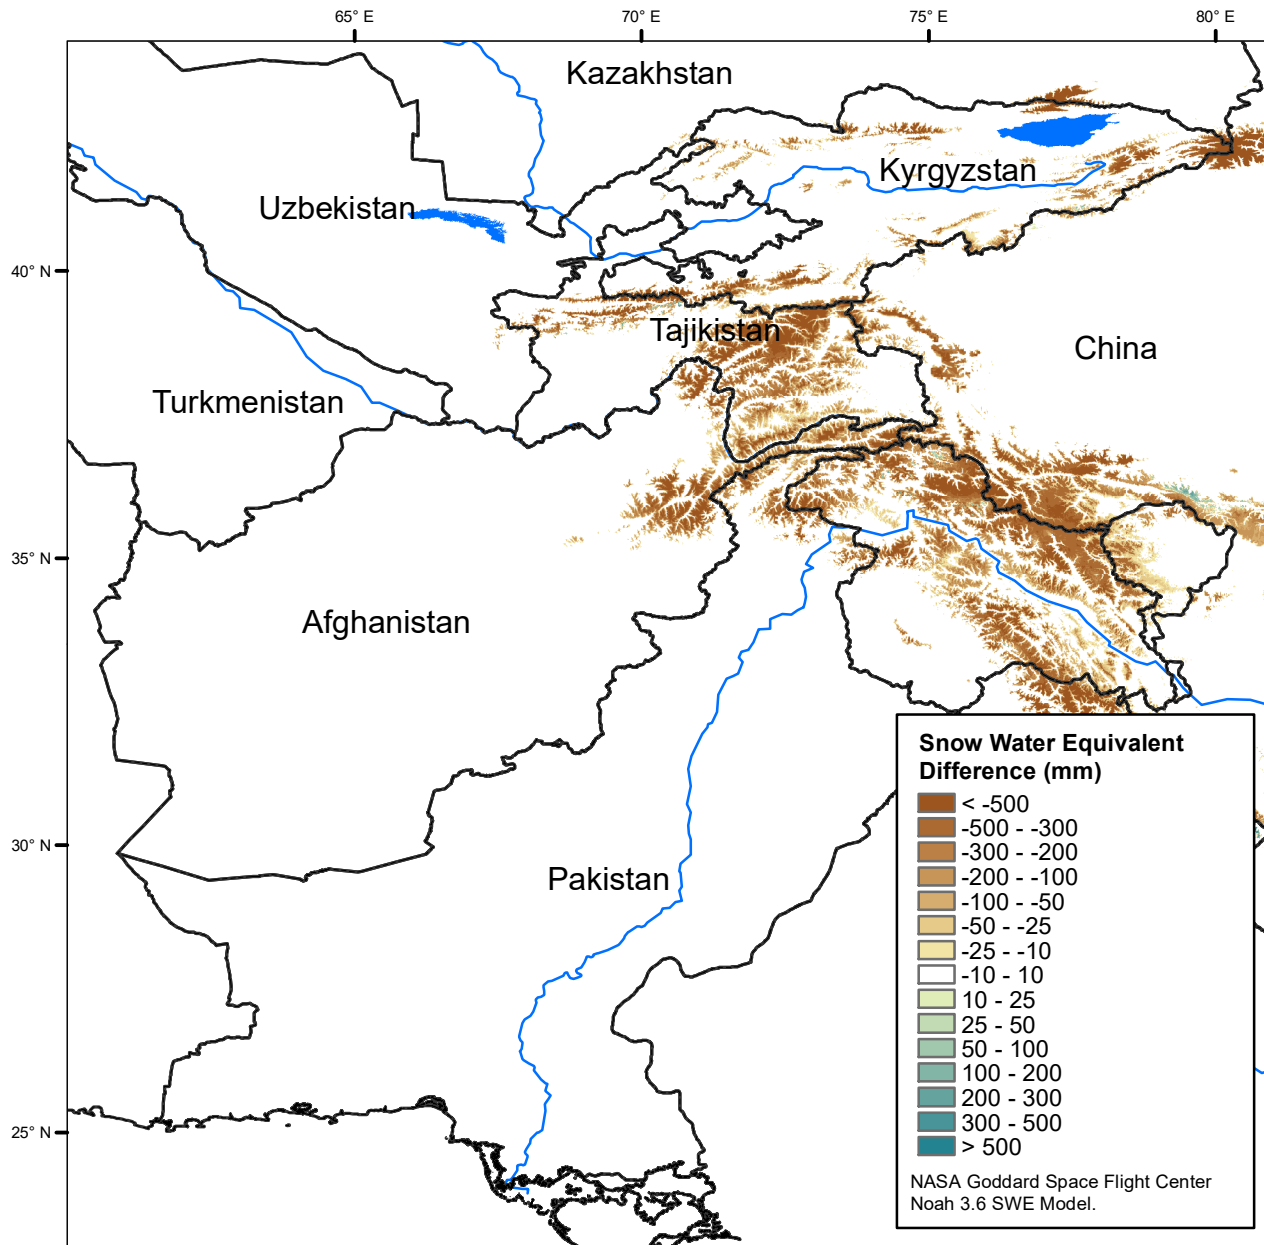 65° E
70° E
75° E
80° E
Kazakhstan
Kyrgyzstan
Uzbekistan
40° N
Tajikistan
China
Turkmenistan
35° N
Afghanistan
30° N
Pakistan
25° N
Snow Water Equivalent
Difference (mm)
< -500
-500 - -300
-300 - -200
-200 - -100
-100 - -50
-50 - -25
-25 - -10
-10 - 10
10 - 25
25 - 50
50 - 100
100 - 200
200 - 300
300 - 500
> 500
NASA Goddard Space Flight Center
Noah 3.6 SWE Model.